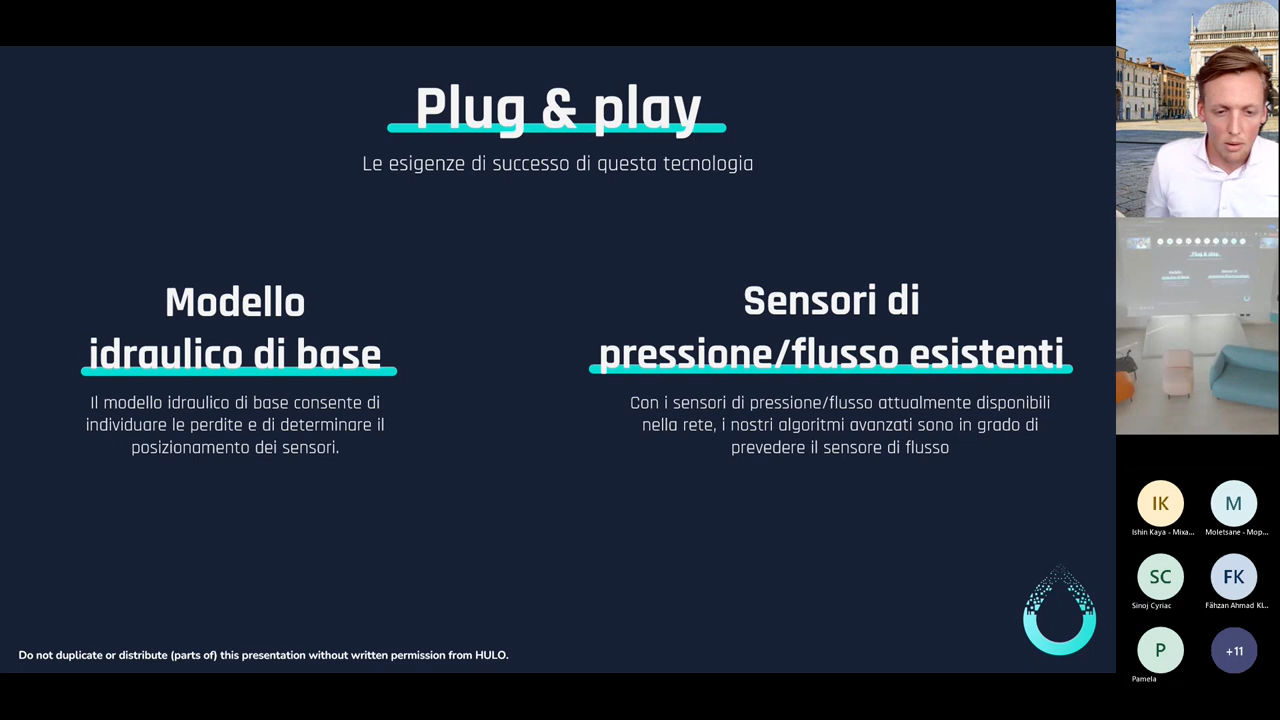 Plug & play
Le esigenze di successo di questa tecnologia
Modello
idraulico di base
Il modello idraulico di base consente di
individuare le perdite e di determinare il
posizionamento dei sensori.
Sensori di
pressione/flusso esistenti
Con i sensori di pressione/flusso attualmente disponibili
nella rete, i nostri algoritmi avanzati sono in grado di
prevedere il sensore di flusso
Do not duplicate or distribute (parts of) this presentation without written permission from HULO.
Plug & play
IK
M
Ishin Kaya - Mixa...
Moletsane - Mop...
SC
FK
Sinoj Cyriac
Fähzan Ahmad Kl...
P
+11
Pamela